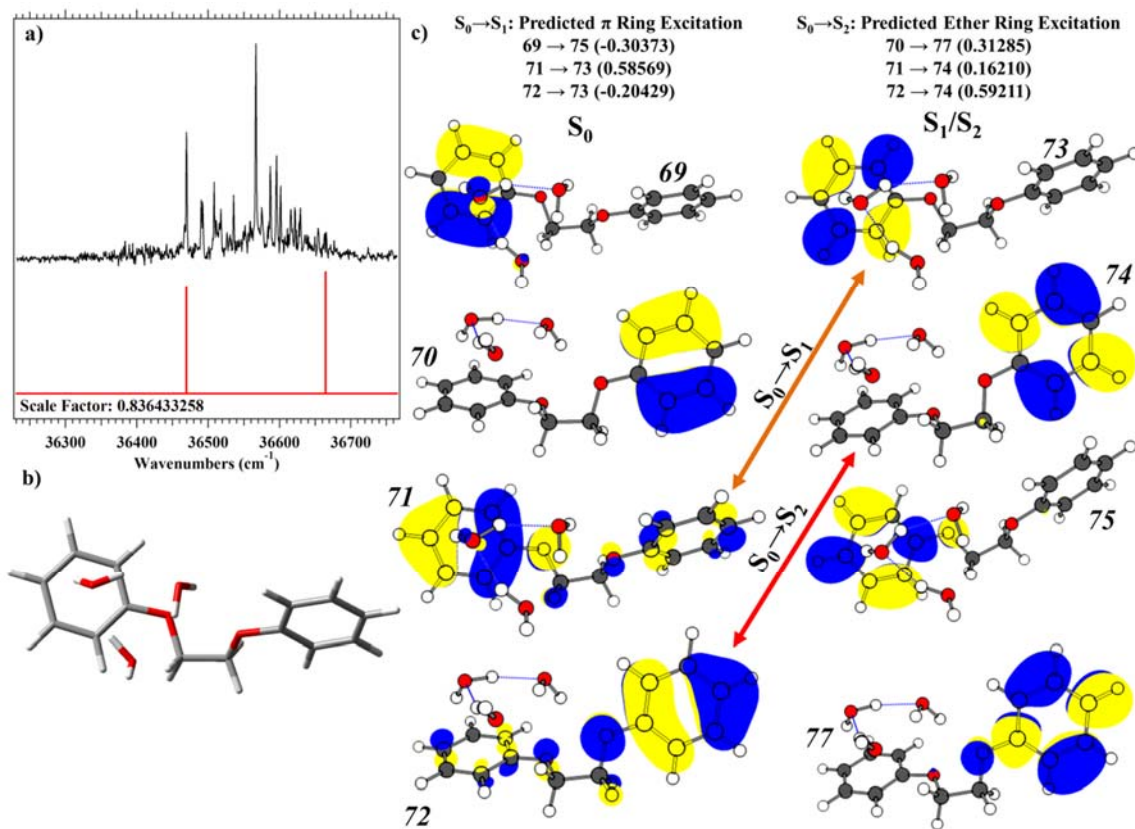 a)
Scale Factor: 0.836433258
36300 36400 36500 36600 36700
Wavenumbers (cm⁻¹)
b)
c)
S₀→S₁: Predicted π Ring Excitation
69 → 75 (-0.30373)
71 → 73 (0.58569)
72 → 73 (-0.20429)
S₀→S₂: Predicted Ether Ring Excitation
70 → 77 (0.31285)
71 → 74 (0.16210)
72 → 74 (0.59211)
S₀
S₁/S₂
69
73
70
74
S₀→S₁
71
75
S₀→S₂
72
77